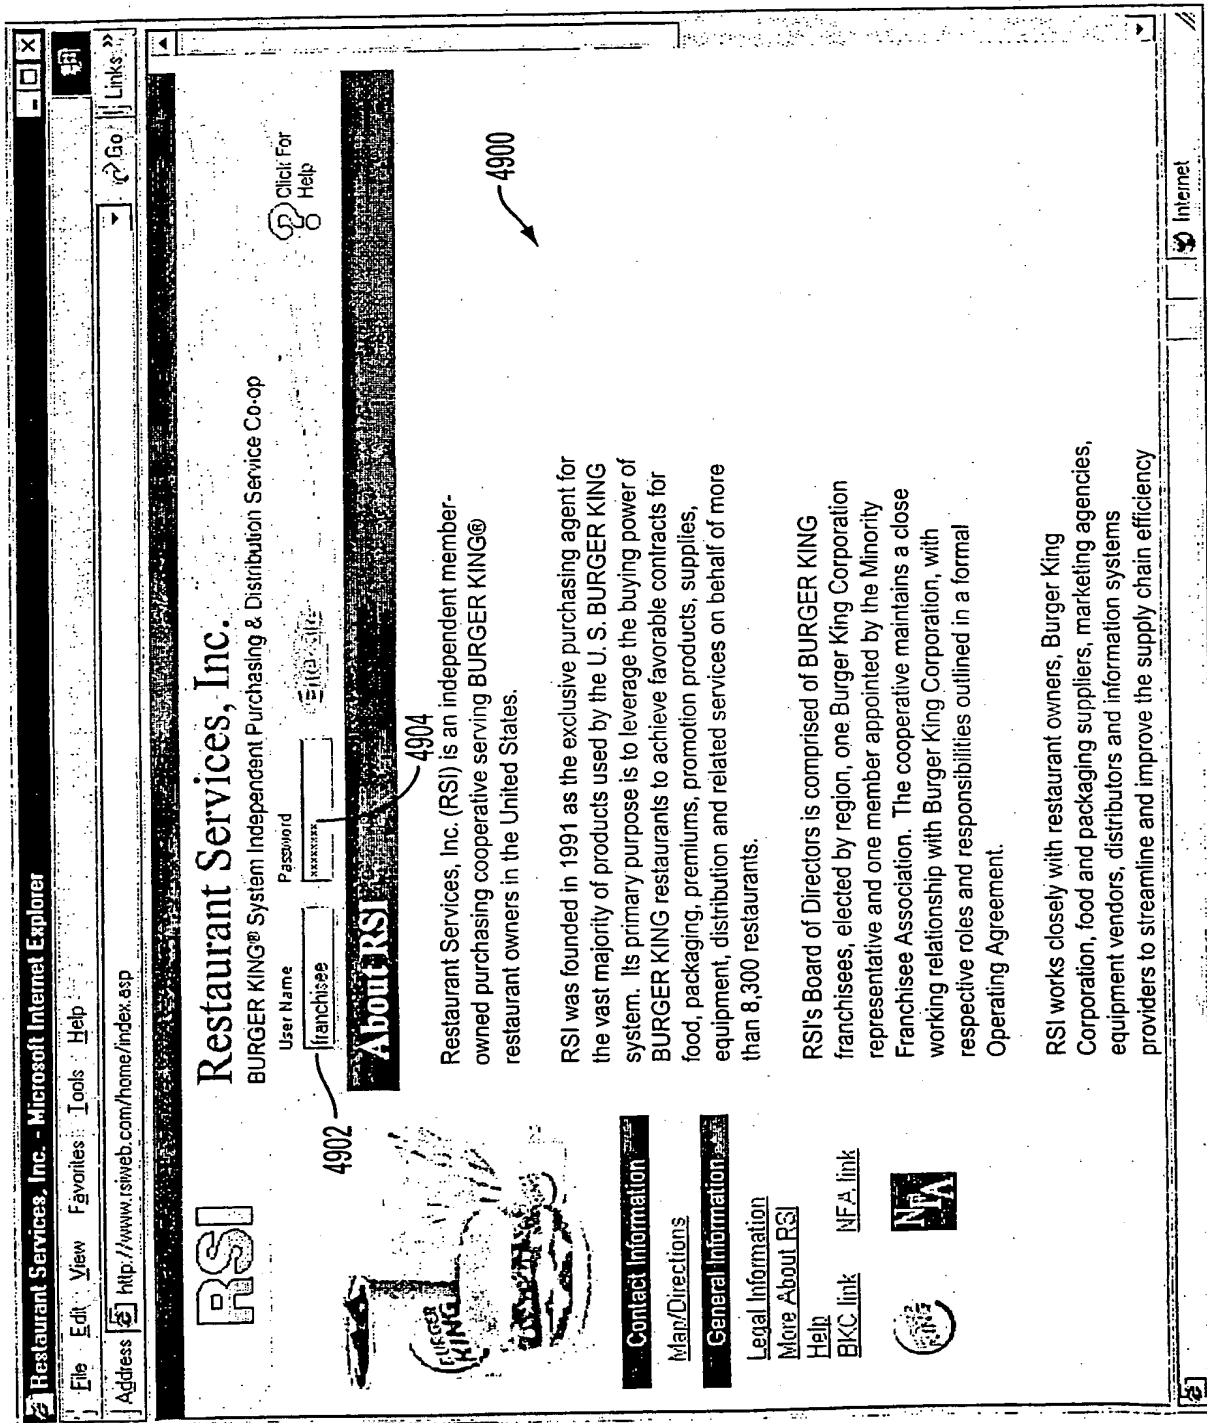 Restaurant Services, Inc. - Microsoft Internet Explorer
File Edit View Favorites Tools Help
Address http://www.rsiweb.com/home/index.asp Go Links »
RSI
Restaurant Services, Inc.
BURGER KING® System Independent Purchasing & Distribution Service Co-op
User Name Password
franchisee xxxxxxxx
Click For
Help
4902
4904
4900
About RSI
BURGER
KING
Contact Information
Map/Directions
General Information
Legal Information
More About RSI
Help
BKC link NFA link
NFA
Restaurant Services, Inc. (RSI) is an independent member-
owned purchasing cooperative serving BURGER KING®
restaurant owners in the United States.
RSI was founded in 1991 as the exclusive purchasing agent for
the vast majority of products used by the U. S. BURGER KING
system. Its primary purpose is to leverage the buying power of
BURGER KING restaurants to achieve favorable contracts for
food, packaging, premiums, promotion products, supplies,
equipment, distribution and related services on behalf of more
than 8,300 restaurants.
RSI's Board of Directors is comprised of BURGER KING
franchisees, elected by region, one Burger King Corporation
representative and one member appointed by the Minority
Franchisee Association. The cooperative maintains a close
working relationship with Burger King Corporation, with
respective roles and responsibilities outlined in a formal
Operating Agreement.
RSI works closely with restaurant owners, Burger King
Corporation, food and packaging suppliers, marketing agencies,
equipment vendors, distributors and information systems
providers to streamline and improve the supply chain efficiency
Internet